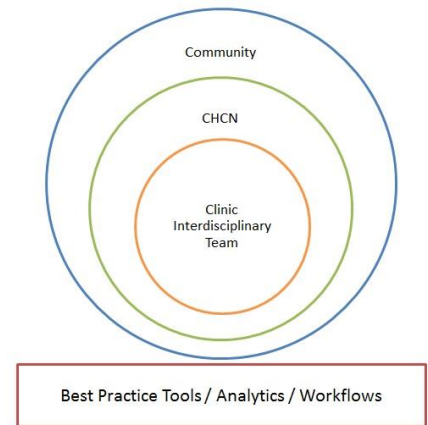 Community
CHCN
Clinic
Interdisciplinary
Team
Best Practice Tools / Analytics / Workflows